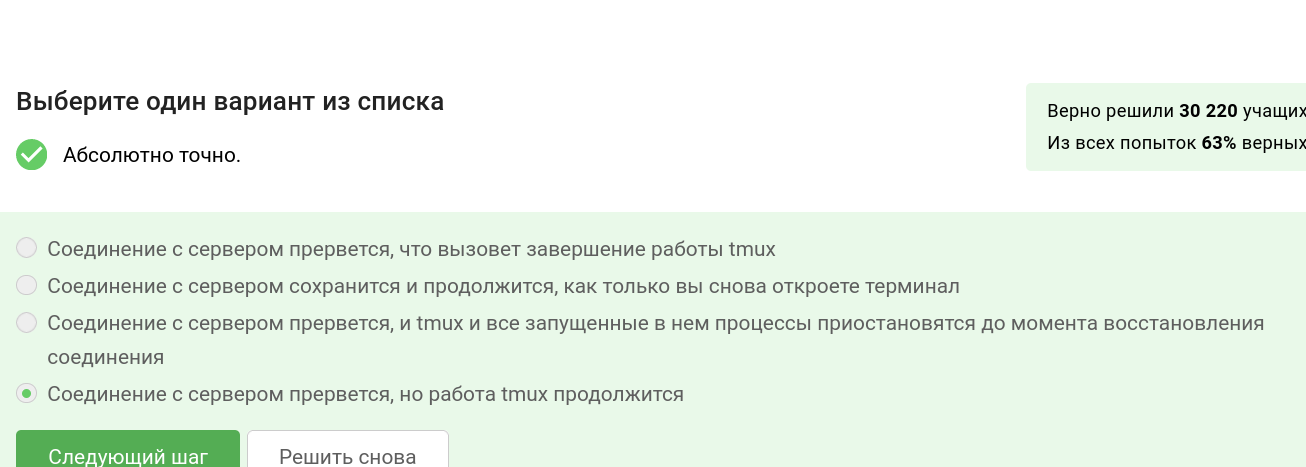 Выберите один вариант из списка
Верно решили 30 220 учащих
Абсолютно точно.
Из всех попыток 63% верных
Соединение с сервером прервется, что вызовет завершение работы tmux
Соединение с сервером сохранится и продолжится, как только вы снова откроете терминал
Соединение с сервером прервется, и tmux и все запущенные в нем процессы приостановятся до момента восстановления
соединения
Соединение с сервером прервется, но работа tmux продолжится
Следующий шаг
Решить снова